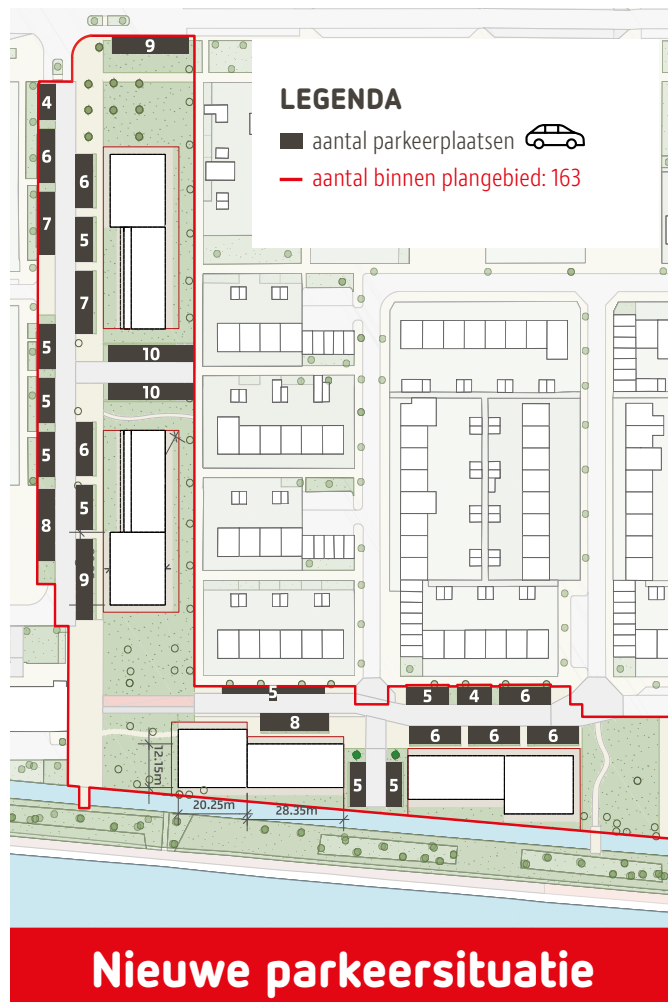 9
LEGENDA
aantal parkeerplaatsen
aantal binnen plangebied: 163
4
6
7
6
5
7
5
5
5
8
10
10
6
5
9
5
5 4 6
8
6 6 6
5 5
12.15m
20.25m
28.35m
Nieuwe parkeersituatie